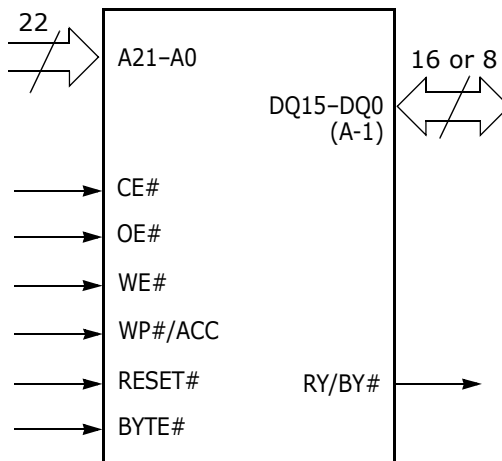 22
A21–A0
16 or 8
DQ15–DQ0
(A-1)
CE#
OE#
WE#
WP#/ACC
RESET#
RY/BY#
BYTE#